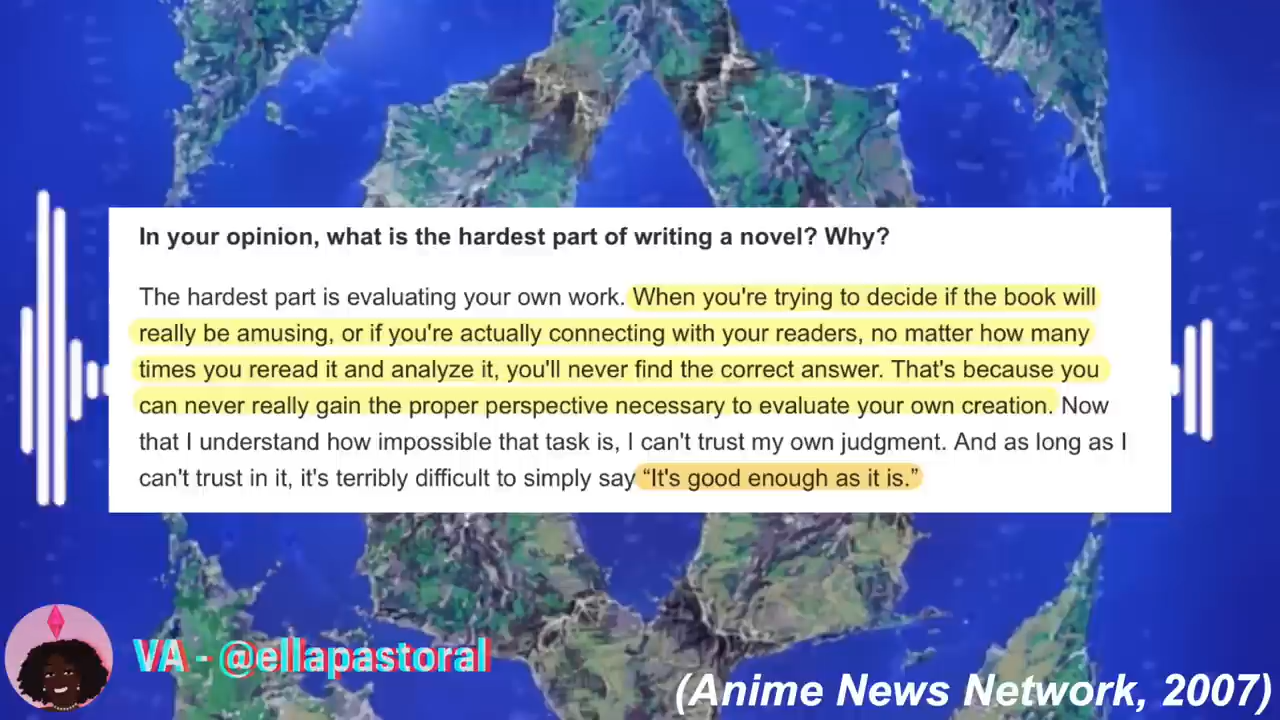 In your opinion, what is the hardest part of writing a novel? Why?
The hardest part is evaluating your own work. When you're trying to decide if the book will
really be amusing, or if you're actually connecting with your readers, no matter how many
times you reread it and analyze it, you'll never find the correct answer. That's because you
can never really gain the proper perspective necessary to evaluate your own creation. Now
that I understand how impossible that task is, I can't trust my own judgment. And as long as I
can't trust in it, it's terribly difficult to simply say “It's good enough as it is.”
VA - @ellapastoral
(Anime News Network, 2007)